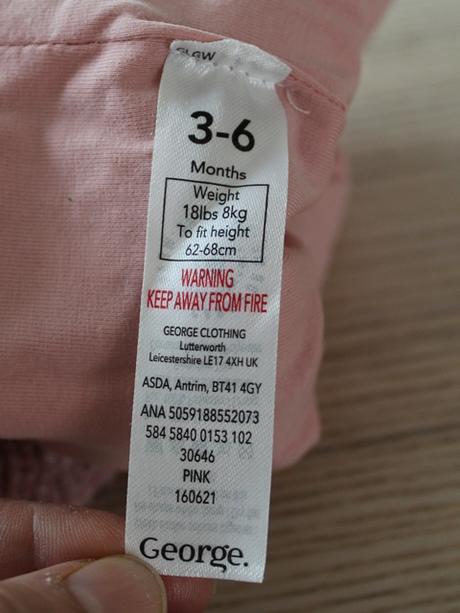 GLGW
3-6
Months
Weight
18lbs 8kg
To fit height
62-68cm
WARNING
KEEP AWAY FROM FIRE
GEORGE CLOTHING
Lutterworth
Leicestershire LE17 4XH UK
ASDA, Antrim, BT41 4GY
ANA 5059188552073
584 5840 0153 102
30646
PINK
160621
George.